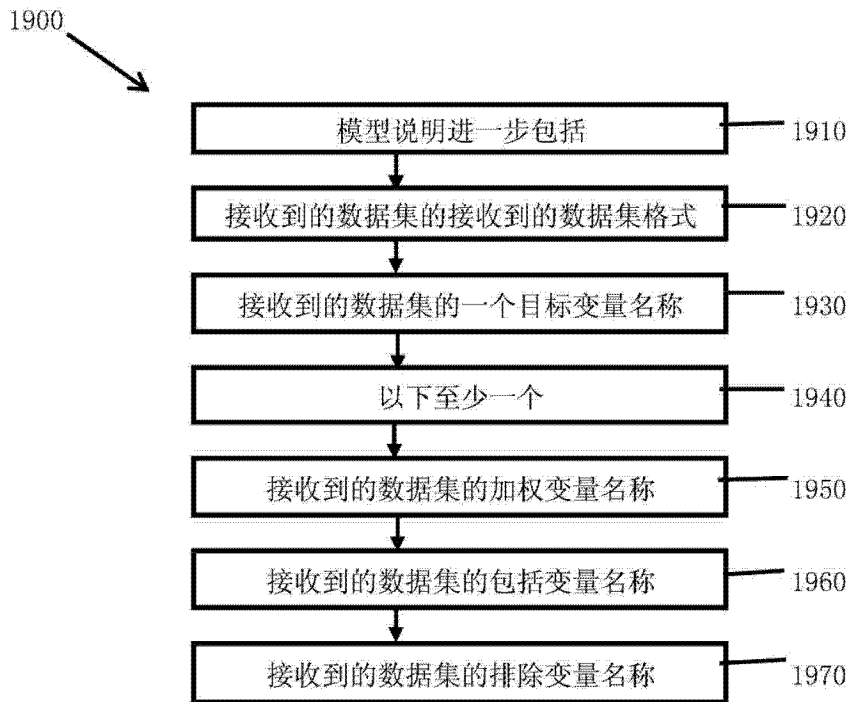 1900
模型说明进一步包括
1910
接收到的数据集的接收到的数据集格式
1920
接收到的数据集的一个目标变量名称
1930
以下至少一个
1940
接收到的数据集的加权变量名称
1950
接收到的数据集的包括变量名称
1960
接收到的数据集的排除变量名称
1970